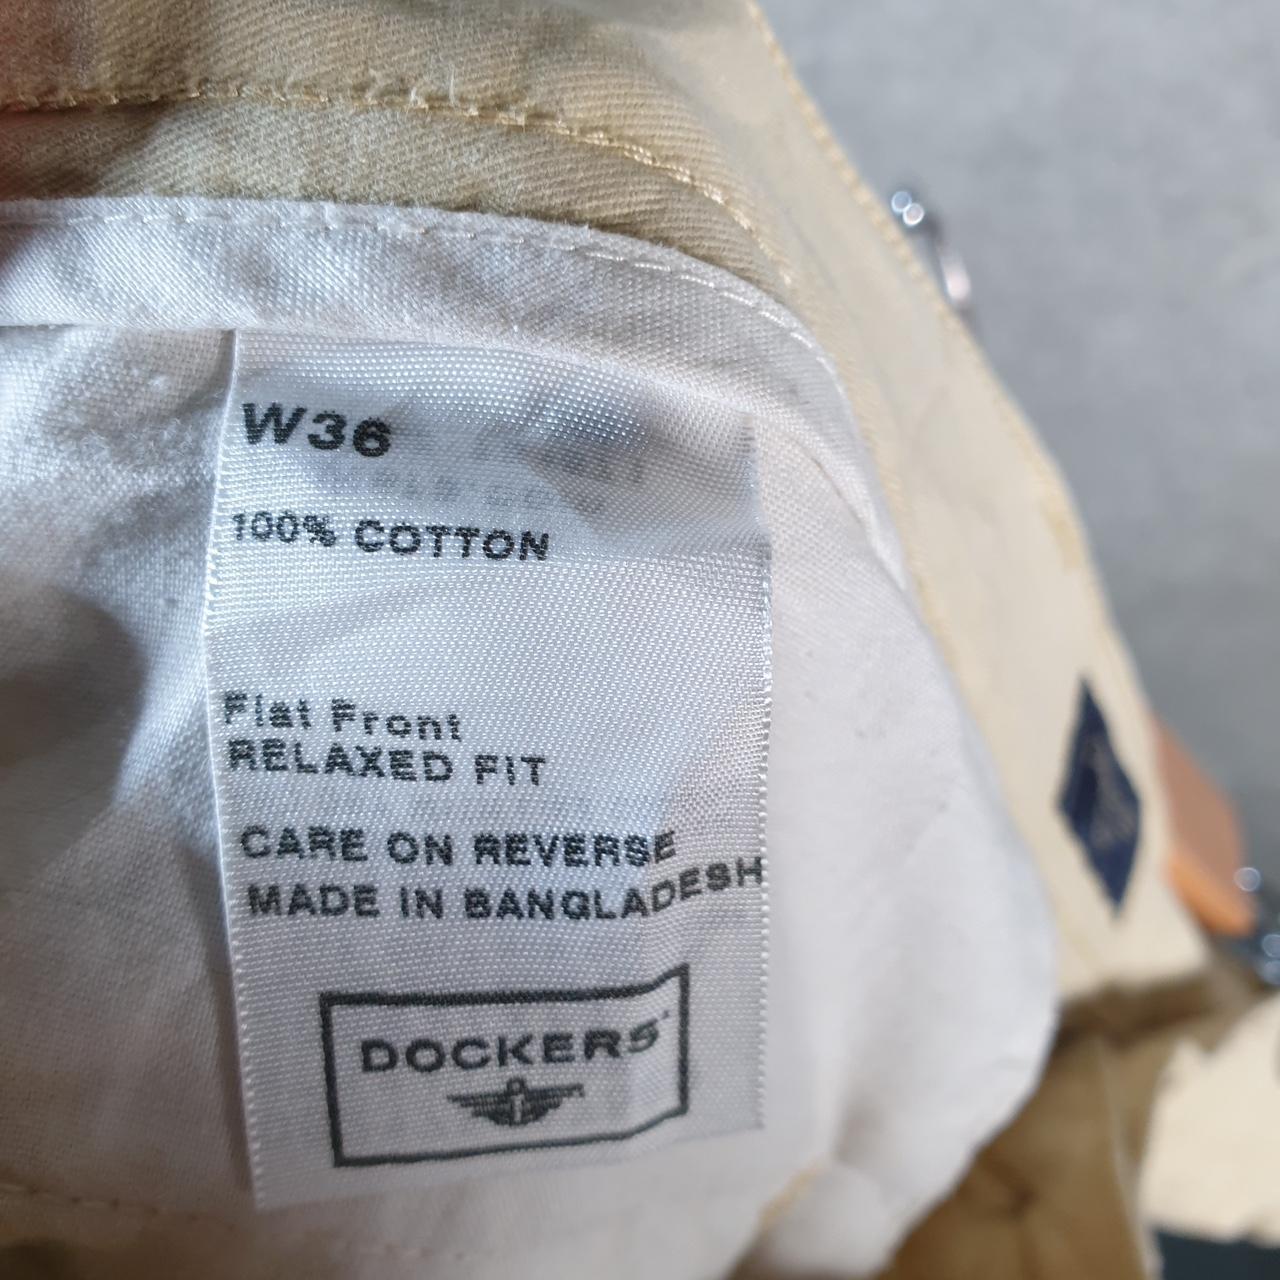 W36
100% COTTON
Flat Front
RELAXED FIT
CARE ON REVERSE
MADE IN BANGLADESH
DOCKERS®